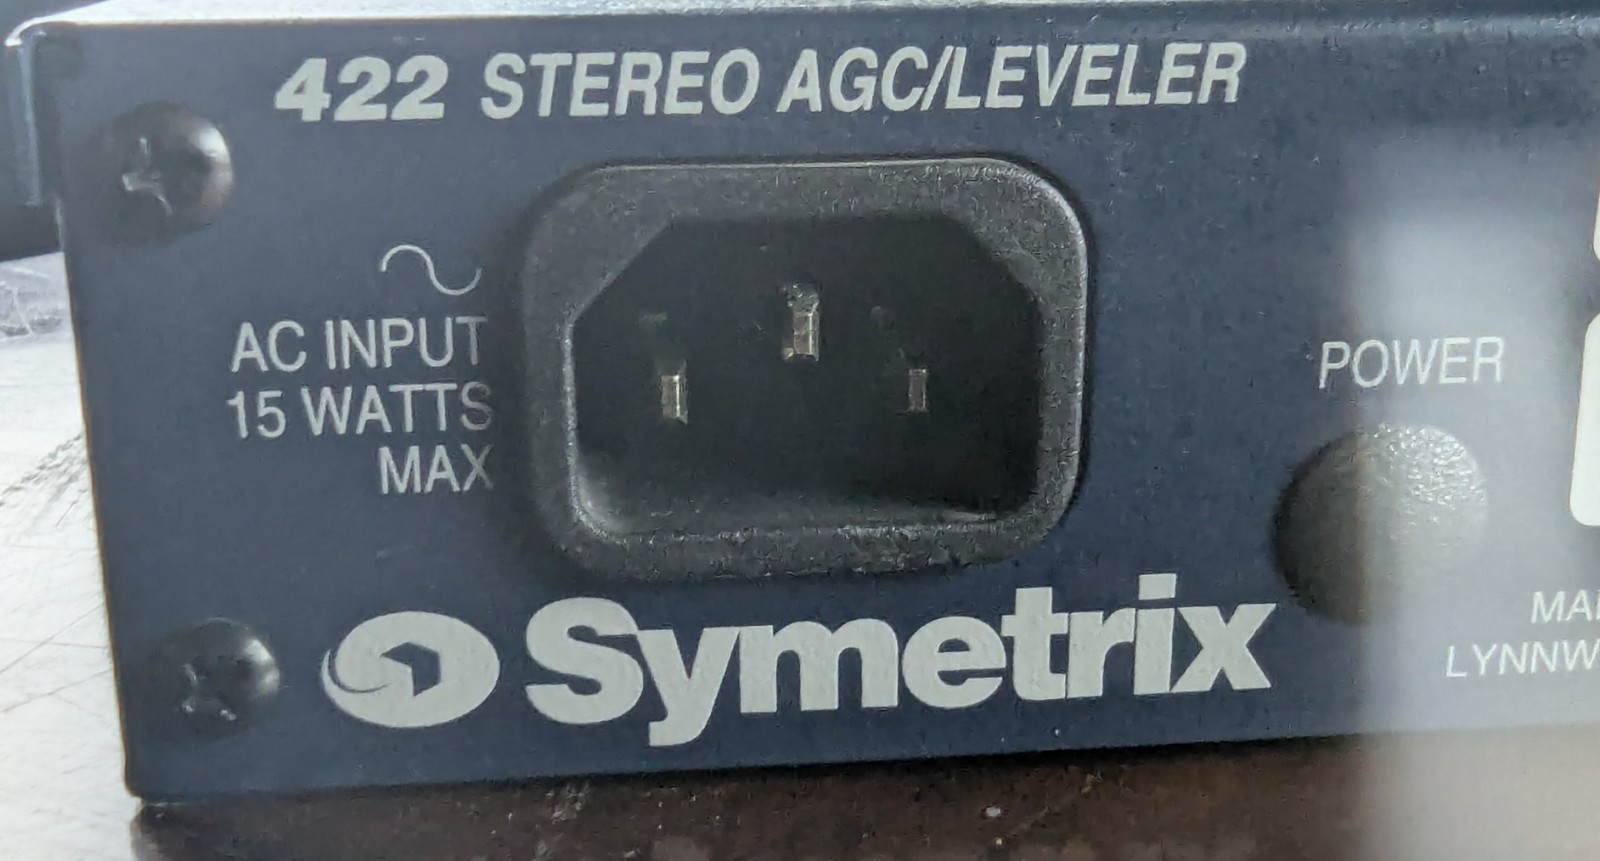 422 STEREO AGC/LEVELER
AC INPUT
15 WATTS
MAX
POWER
Symetrix